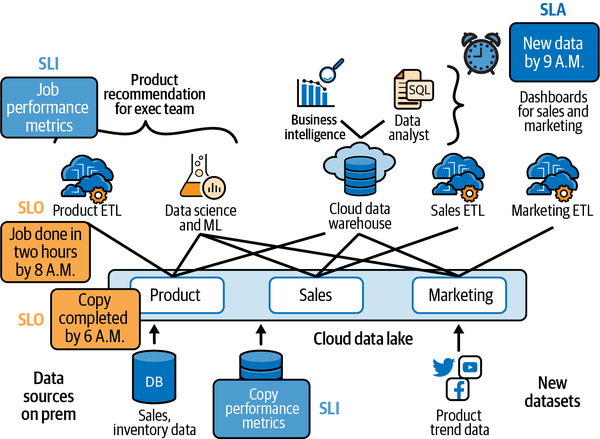 SLA
New data
by 9 A.M.
SLI
Job
performance
metrics
Product
recommendation
for exec team
Business
intelligence
SQL
Data
analyst
Dashboards
for sales and
marketing
Product ETL
Data science
and ML
Cloud data
warehouse
Sales ETL
Marketing ETL
SLO
Job done in
two hours
by 8 A.M.
Product
Sales
Marketing
SLO
Copy
completed
by 6 A.M.
Cloud data lake
Data
sources
on prem
DB
Sales,
inventory data
Copy
performance
metrics
SLI
Product
trend data
New
datasets